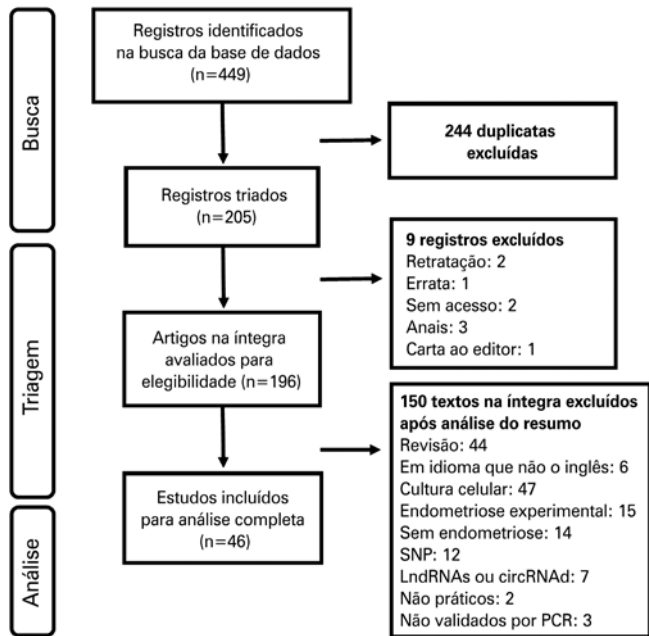 Busca
Registros identificados
na busca da base de dados
(n=449)
244 duplicatas
excluídas
Registros triados
(n=205)
Triagem
9 registros excluídos
Retratação: 2
Errata: 1
Sem acesso: 2
Anais: 3
Carta ao editor: 1
Artigos na íntegra
avaliados para
elegibilidade (n=196)
150 textos na íntegra excluídos
após análise do resumo
Revisão: 44
Em idioma que não o inglês: 6
Cultura celular: 47
Endometriose experimental: 15
Sem endometriose: 14
SNP: 12
LndRNAs ou circRNAd: 7
Não práticos: 2
Não validados por PCR: 3
Análise
Estudos incluídos
para análise completa
(n=46)